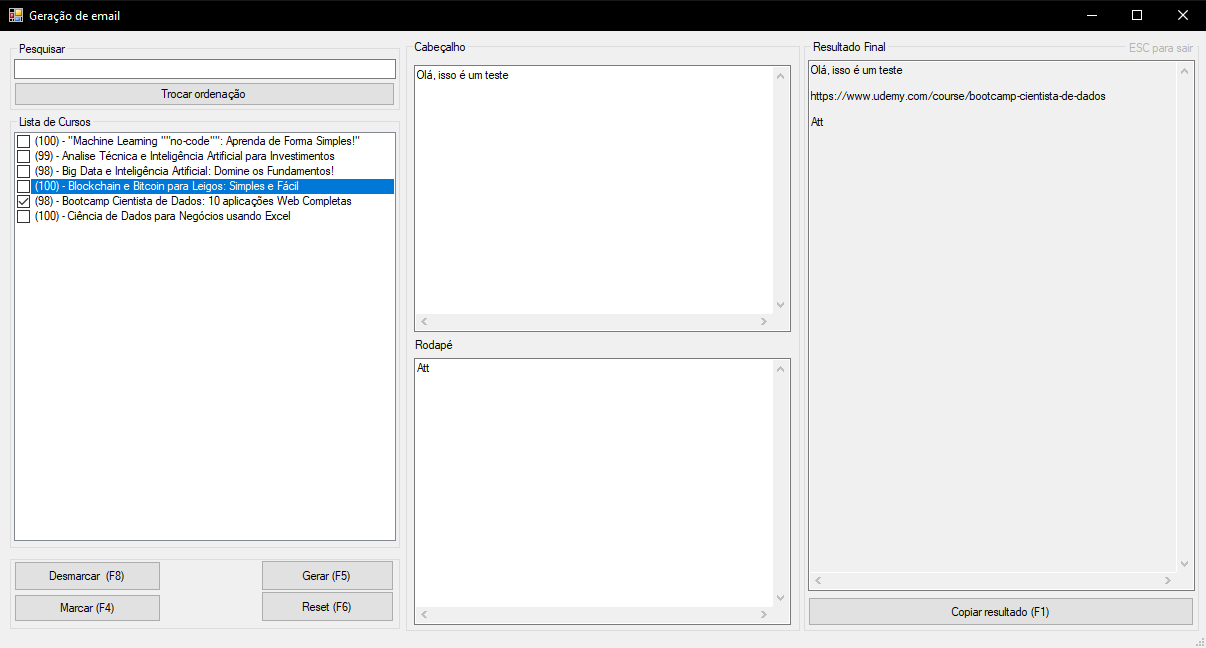 Geração de email
Pesquisar
Trocar ordenação
Lista de Cursos
(100) - "Machine Learning ""no-code"": Aprenda de Forma Simples!"
(99) - Analise Técnica e Inteligência Artificial para Investimentos
(98) - Big Data e Inteligência Artificial: Domine os Fundamentos!
(100) - Blockchain e Bitcoin para Leigos: Simples e Fácil
(98) - Bootcamp Cientista de Dados: 10 aplicações Web Completas
(100) - Ciência de Dados para Negócios usando Excel
Desmarcar (F8)
Gerar (F5)
Marcar (F4)
Reset (F6)
Cabeçalho
Olá, isso é um teste
Rodapé
Att
Resultado Final
ESC para sair
Olá, isso é um teste
https://www.udemy.com/course/bootcamp-cientista-de-dados
Att
Copiar resultado (F1)